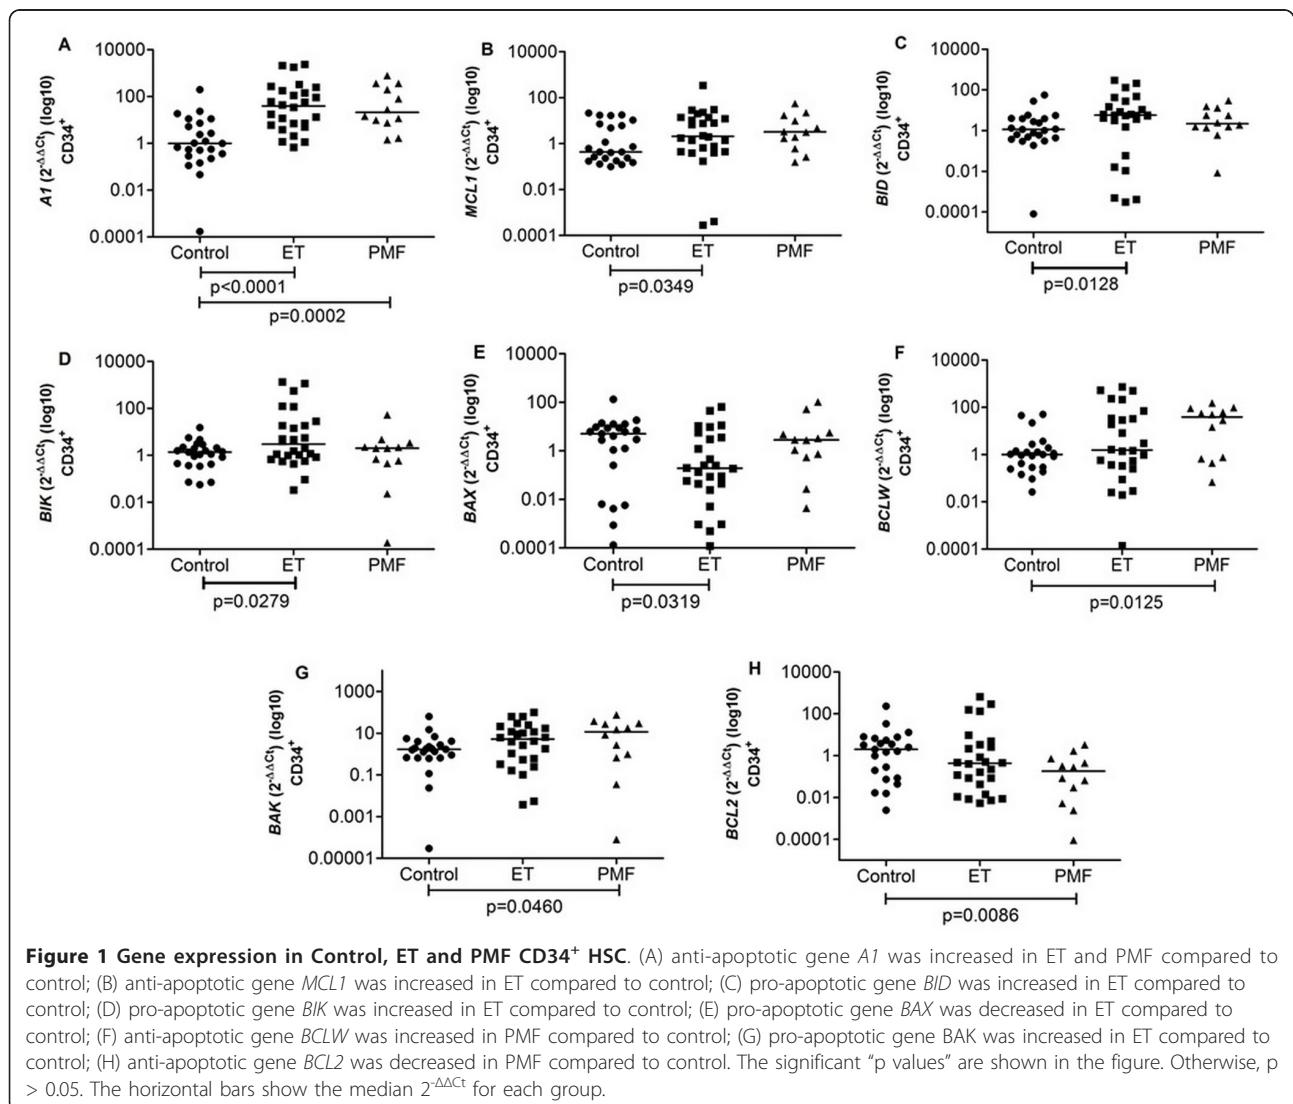 A
A1 (2^-ΔΔCt) (log10)
CD34+
10000
100
1
0.01
0.0001
Control ET PMF
p<0.0001
p=0.0002
B
MCL1 (2^-ΔΔCt) (log10)
CD34+
10000
100
1
0.01
0.0001
Control ET PMF
p=0.0349
C
BID (2^-ΔΔCt) (log10)
CD34+
10000
100
1
0.01
0.0001
Control ET PMF
p=0.0128
D
BIK (2^-ΔΔCt) (log10)
CD34+
10000
100
1
0.01
0.0001
Control ET PMF
p=0.0279
E
BAX (2^-ΔΔCt) (log10)
CD34+
10000
100
1
0.01
0.0001
Control ET PMF
p=0.0319
F
BCLW (2^-ΔΔCt) (log10)
CD34+
10000
100
1
0.01
0.0001
Control ET PMF
p=0.0125
G
BAK (2^-ΔΔCt) (log10)
CD34+
1000
10
0.1
0.001
0.00001
Control ET PMF
p=0.0460
H
BCL2 (2^-ΔΔCt) (log10)
CD34+
10000
100
1
0.01
0.0001
Control ET PMF
p=0.0086
Figure 1 Gene expression in Control, ET and PMF CD34+ HSC. (A) anti-apoptotic gene A1 was increased in ET and PMF compared to
control; (B) anti-apoptotic gene MCL1 was increased in ET compared to control; (C) pro-apoptotic gene BID was increased in ET compared to
control; (D) pro-apoptotic gene BIK was increased in ET compared to control; (E) pro-apoptotic gene BAX was decreased in ET compared to
control; (F) anti-apoptotic gene BCLW was increased in PMF compared to control; (G) pro-apoptotic gene BAK was increased in ET compared to
control; (H) anti-apoptotic gene BCL2 was decreased in PMF compared to control. The significant “p values” are shown in the figure. Otherwise, p
> 0.05. The horizontal bars show the median 2^-ΔΔCt for each group.